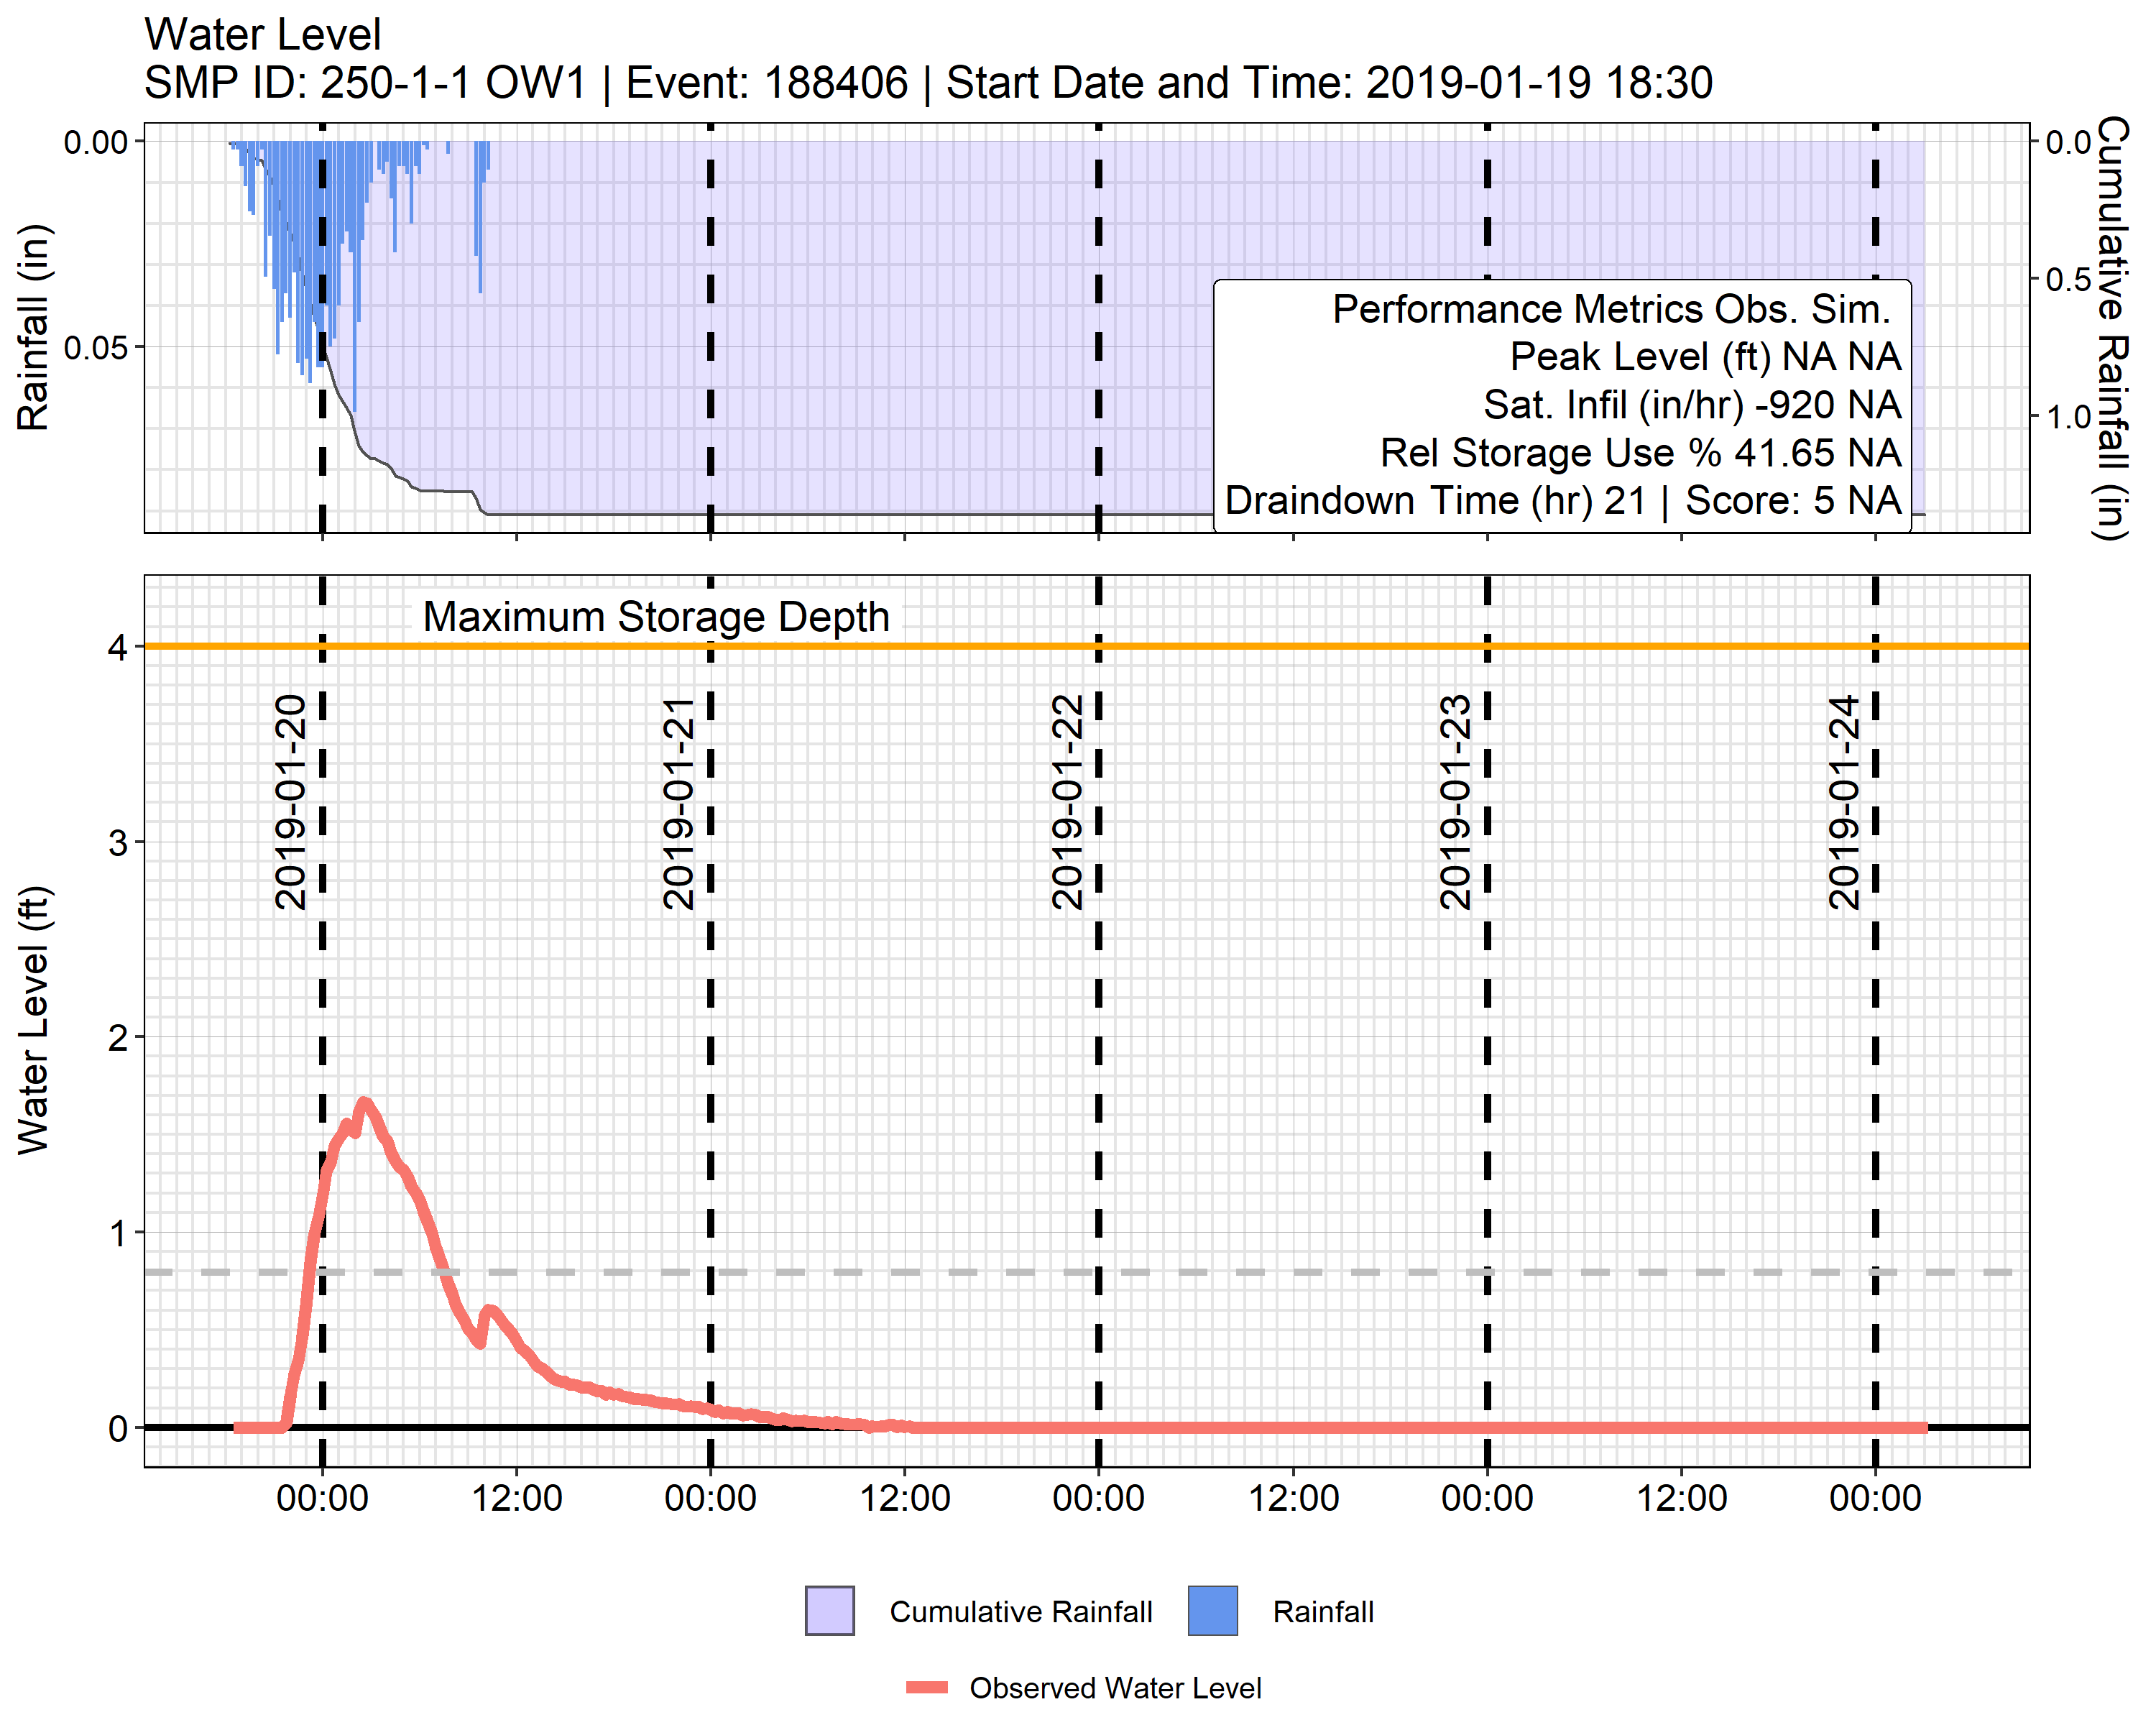 Water Level
SMP ID: 250-1-1 OW1 | Event: 188406 | Start Date and Time: 2019-01-19 18:30
Rainfall (in)
0.00
0.05
Cumulative Rainfall (in)
0.0
0.5
1.0
Performance Metrics Obs. Sim.
Peak Level (ft) NA NA
Sat. Infil (in/hr) -920 NA
Rel Storage Use % 41.65 NA
Draindown Time (hr) 21 | Score: 5 NA
Water Level (ft)
4
3
2
1
0
Maximum Storage Depth
2019-01-20
2019-01-21
2019-01-22
2019-01-23
2019-01-24
00:00 12:00 00:00 12:00 00:00 12:00 00:00 12:00 00:00
Cumulative Rainfall Rainfall
Observed Water Level